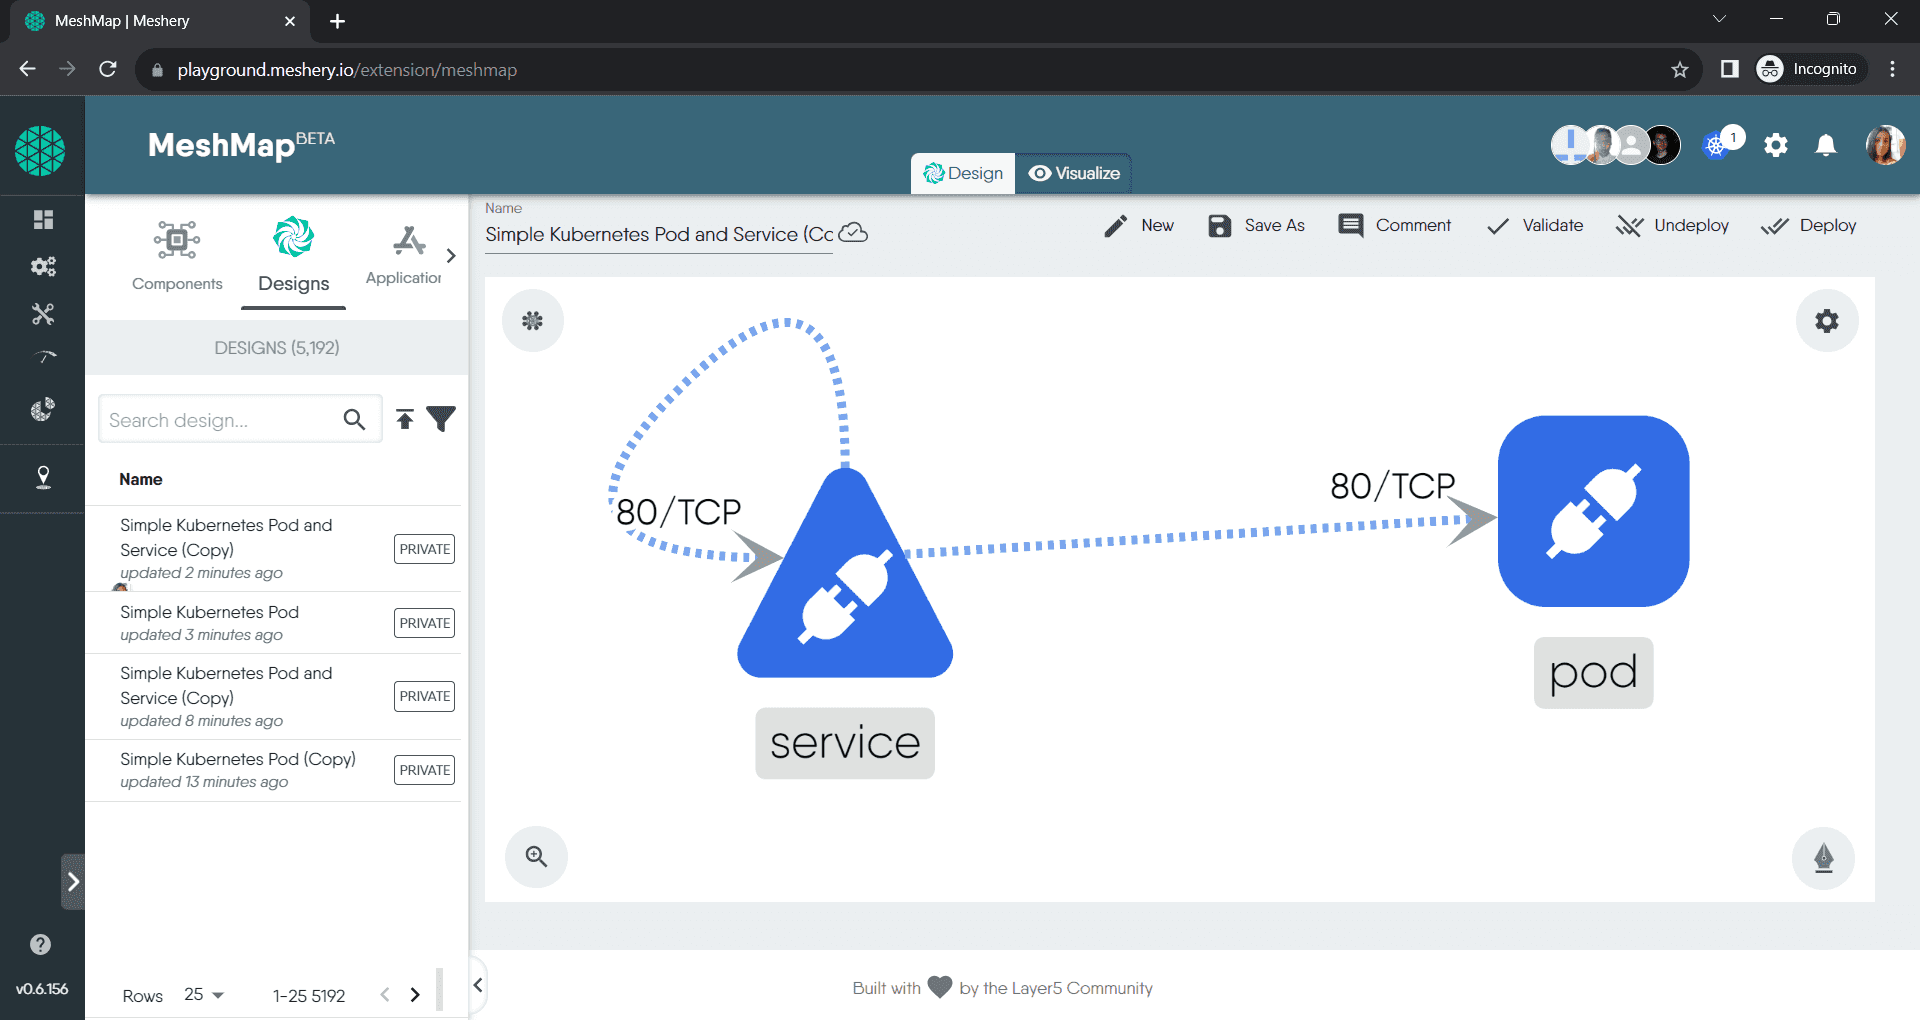 MeshMap | Meshery
playground.meshery.io/extension/meshmap
Incognito
MeshMap BETA
Design
Visualize
1
Components
Designs
Application
DESIGNS (5,192)
Search design...
Name
Simple Kubernetes Pod and
Service (Copy)
updated 2 minutes ago
PRIVATE
Simple Kubernetes Pod
updated 3 minutes ago
PRIVATE
Simple Kubernetes Pod and
Service (Copy)
updated 8 minutes ago
PRIVATE
Simple Kubernetes Pod (Copy)
updated 13 minutes ago
PRIVATE
Rows 25 1-25 5192
v0.6.156
Name
Simple Kubernetes Pod and Service (Co
New
Save As
Comment
Validate
Undeploy
Deploy
80/TCP
80/TCP
service
pod
Built with by the Layer5 Community